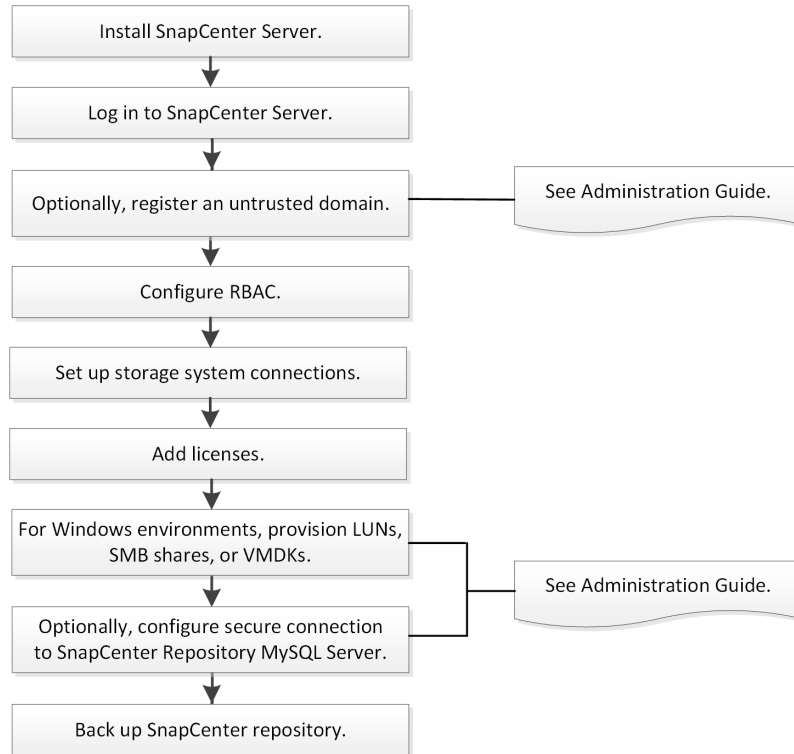 Install SnapCenter Server.
Log in to SnapCenter Server.
Optionally, register an untrusted domain.
See Administration Guide.
Configure RBAC.
Set up storage system connections.
Add licenses.
For Windows environments, provision LUNs,
SMB shares, or VMDKs.
See Administration Guide.
Optionally, configure secure connection
to SnapCenter Repository MySQL Server.
Back up SnapCenter repository.